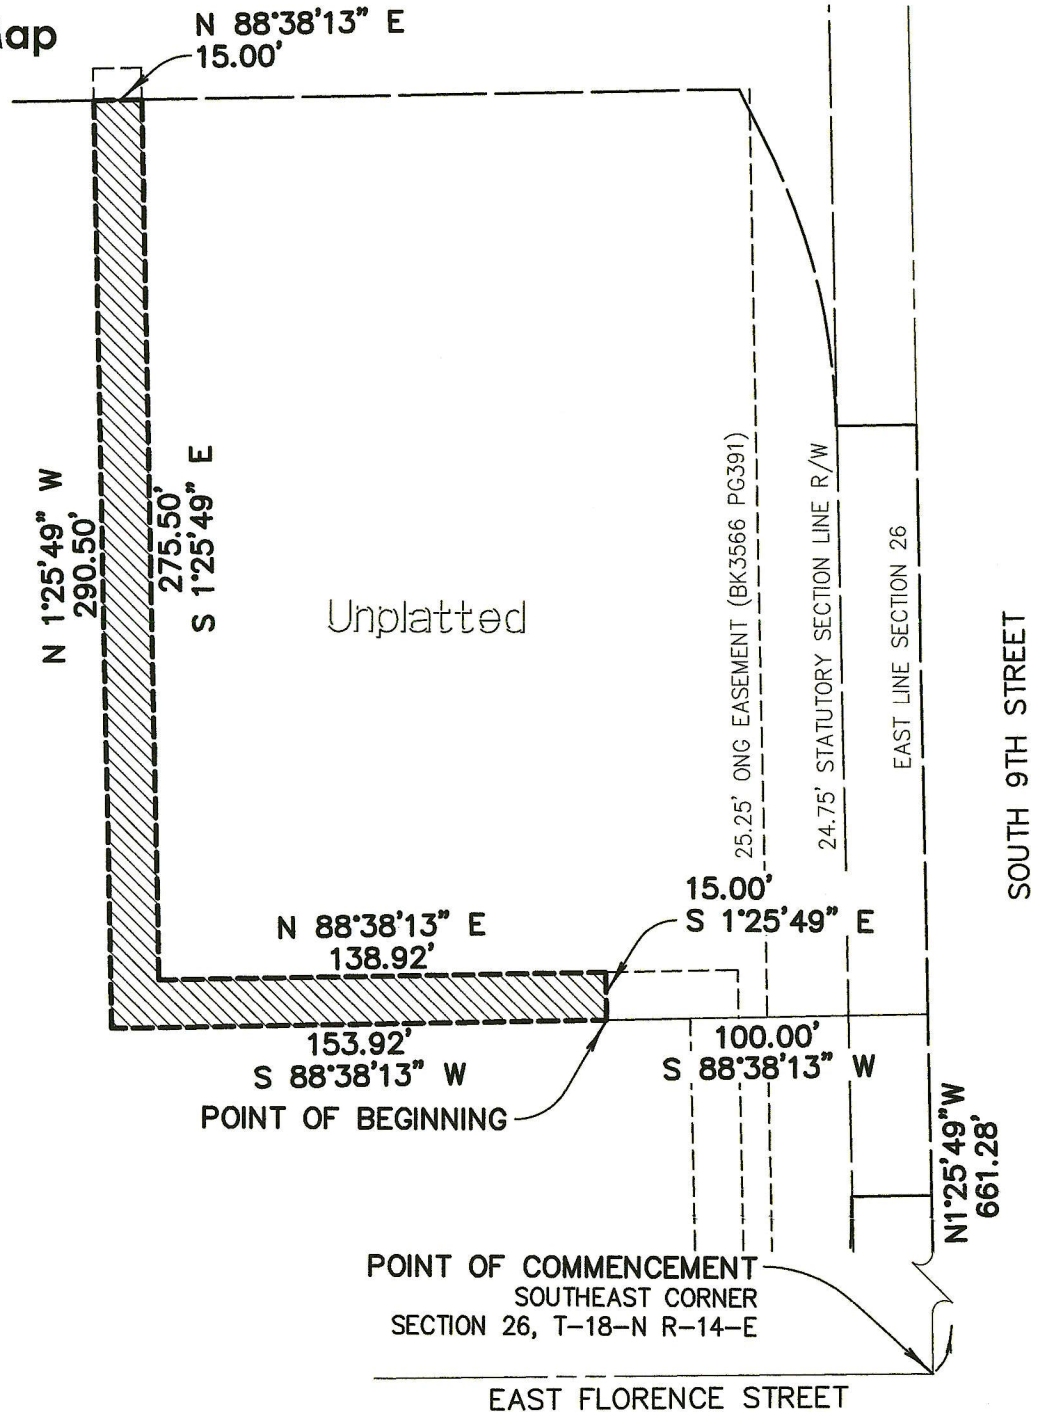 N 88°38'13" E
15.00'
N 1°25'49" W
290.50'
275.50'
S 1°25'49" E
Unplatted
25.25' ONG EASEMENT (BK3566 PG391)
24.75' STATUTORY SECTION LINE R/W
EAST LINE SECTION 26
SOUTH 9TH STREET
15.00'
S 1°25'49" E
N 88°38'13" E
138.92'
153.92'
S 88°38'13" W
100.00'
S 88°38'13" W
POINT OF BEGINNING
N1°25'49"W
661.28'
POINT OF COMMENCEMENT
SOUTHEAST CORNER
SECTION 26, T-18-N R-14-E
EAST FLORENCE STREET